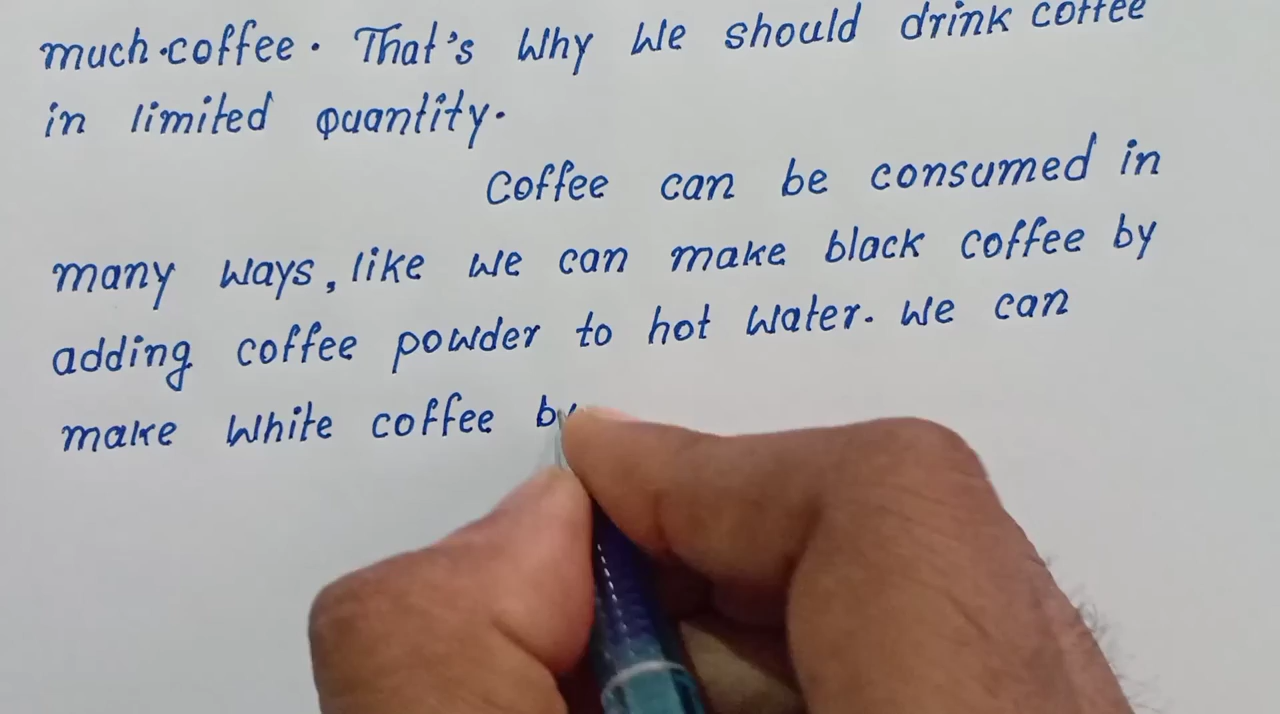 much.coffee. That's why we should drink coffee
in limited quantity.
Coffee can be consumed in
many ways, like we can make black coffee by
adding coffee powder to hot water. We can
make white coffee by